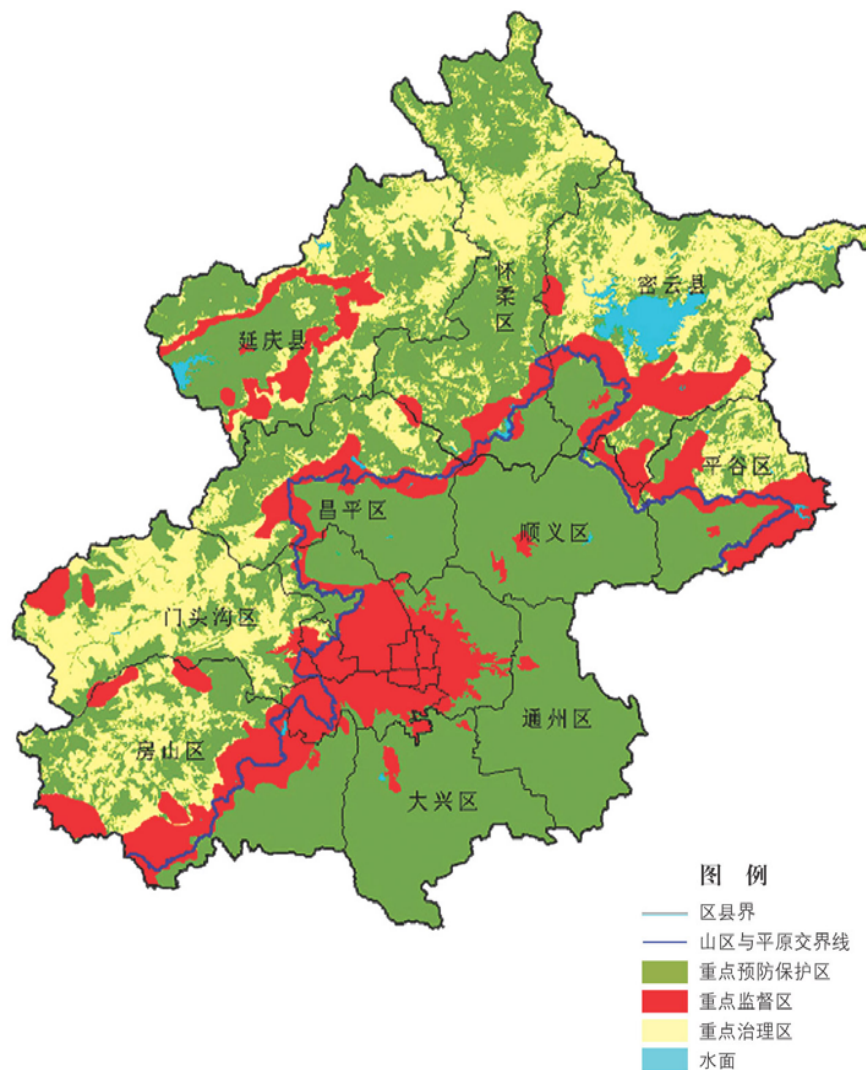 怀柔区
密云县
延庆县
平谷区
昌平区
顺义区
门头沟区
通州区
房山区
大兴区
图 例
区县界
山区与平原交界线
重点预防保护区
重点监督区
重点治理区
水面